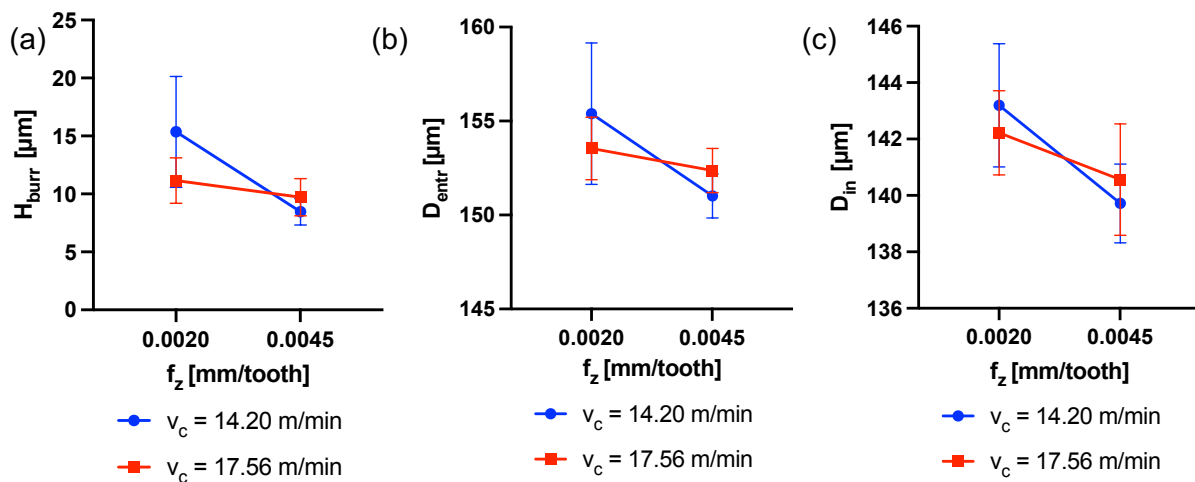 (a)
H_burr [µm]
25
20
15
10
5
0
0.0020 0.0045
f_z [mm/tooth]
v_c = 14.20 m/min
v_c = 17.56 m/min
(b)
D_entr [µm]
160
155
150
145
0.0020 0.0045
f_z [mm/tooth]
v_c = 14.20 m/min
v_c = 17.56 m/min
(c)
D_in [µm]
146
144
142
140
138
136
0.0020 0.0045
f_z [mm/tooth]
v_c = 14.20 m/min
v_c = 17.56 m/min